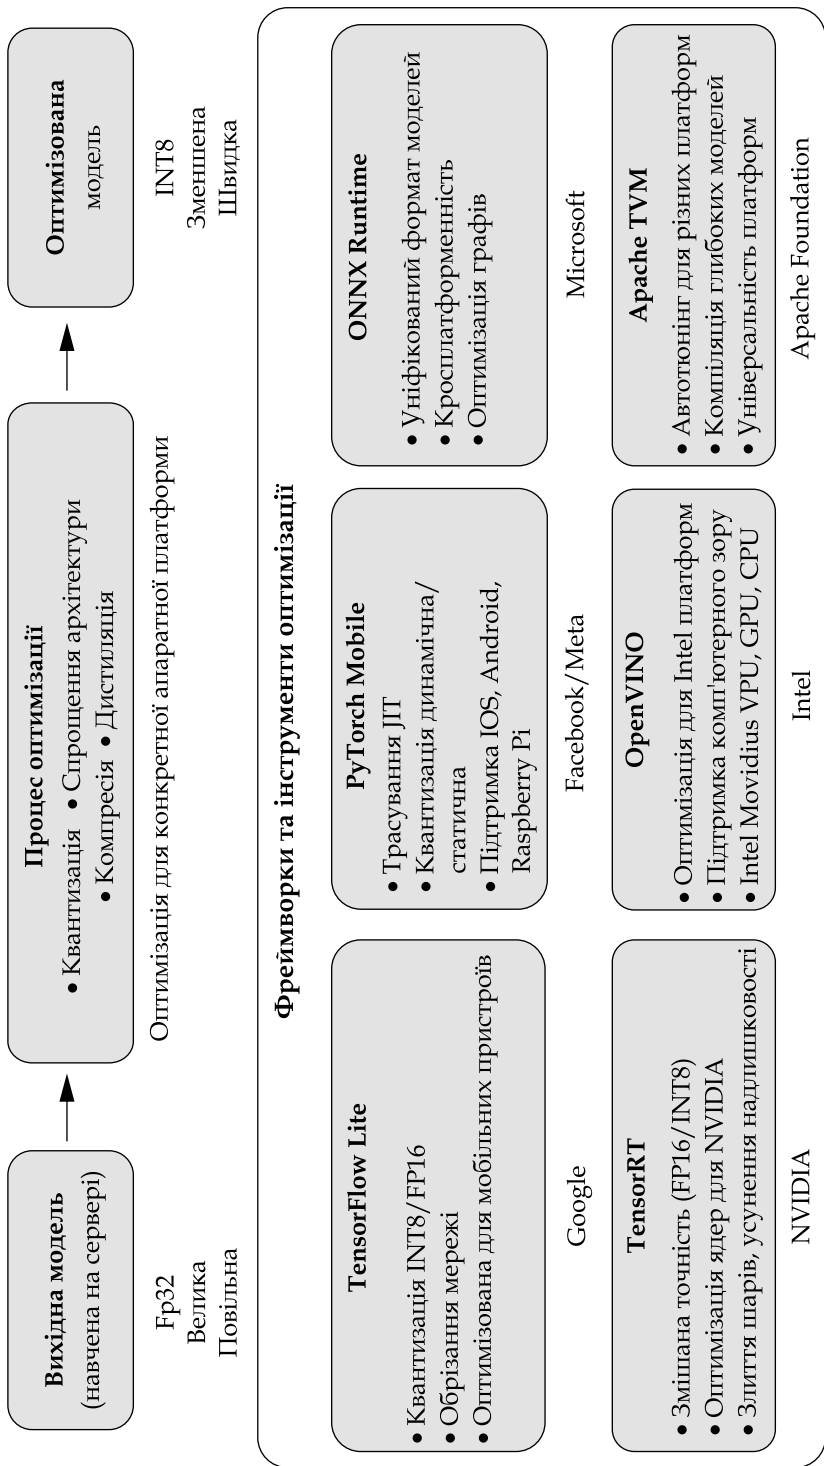 Вихідна модель
(навчена на сервері)
Fp32
Велика
Повільна
Процес оптимізації
• Квантизація • Спрощення архітектури
• Компресія • Дистиляція
Оптимізація для конкретної апаратної платформи
Оптимізована
модель
INT8
Зменшена
Швидка
Фреймворки та інструменти оптимізації
TensorFlow Lite
• Квантизація INT8/FP16
• Обрізання мережі
• Оптимізована для мобільних пристроїв
Google
PyTorch Mobile
• Трасування JIT
• Квантизація динамічна/
статична
• Підтримка IOS, Android,
Raspberry Pi
Facebook/Meta
ONNX Runtime
• Уніфікований формат моделей
• Кросплатформенність
• Оптимізація графів
Microsoft
TensorRT
• Змішана точність (FP16/INT8)
• Оптимізація ядер для NVIDIA
• Злиття шарів, усунення надлишковості
NVIDIA
OpenVINO
• Оптимізація для Intel платформ
• Підтримка комп'ютерного зору
• Intel Movidius VPU, GPU, CPU
Intel
Apache TVM
• Автотюнінг для різних платформ
• Компіляція глибоких моделей
• Універсальність платформ
Apache Foundation